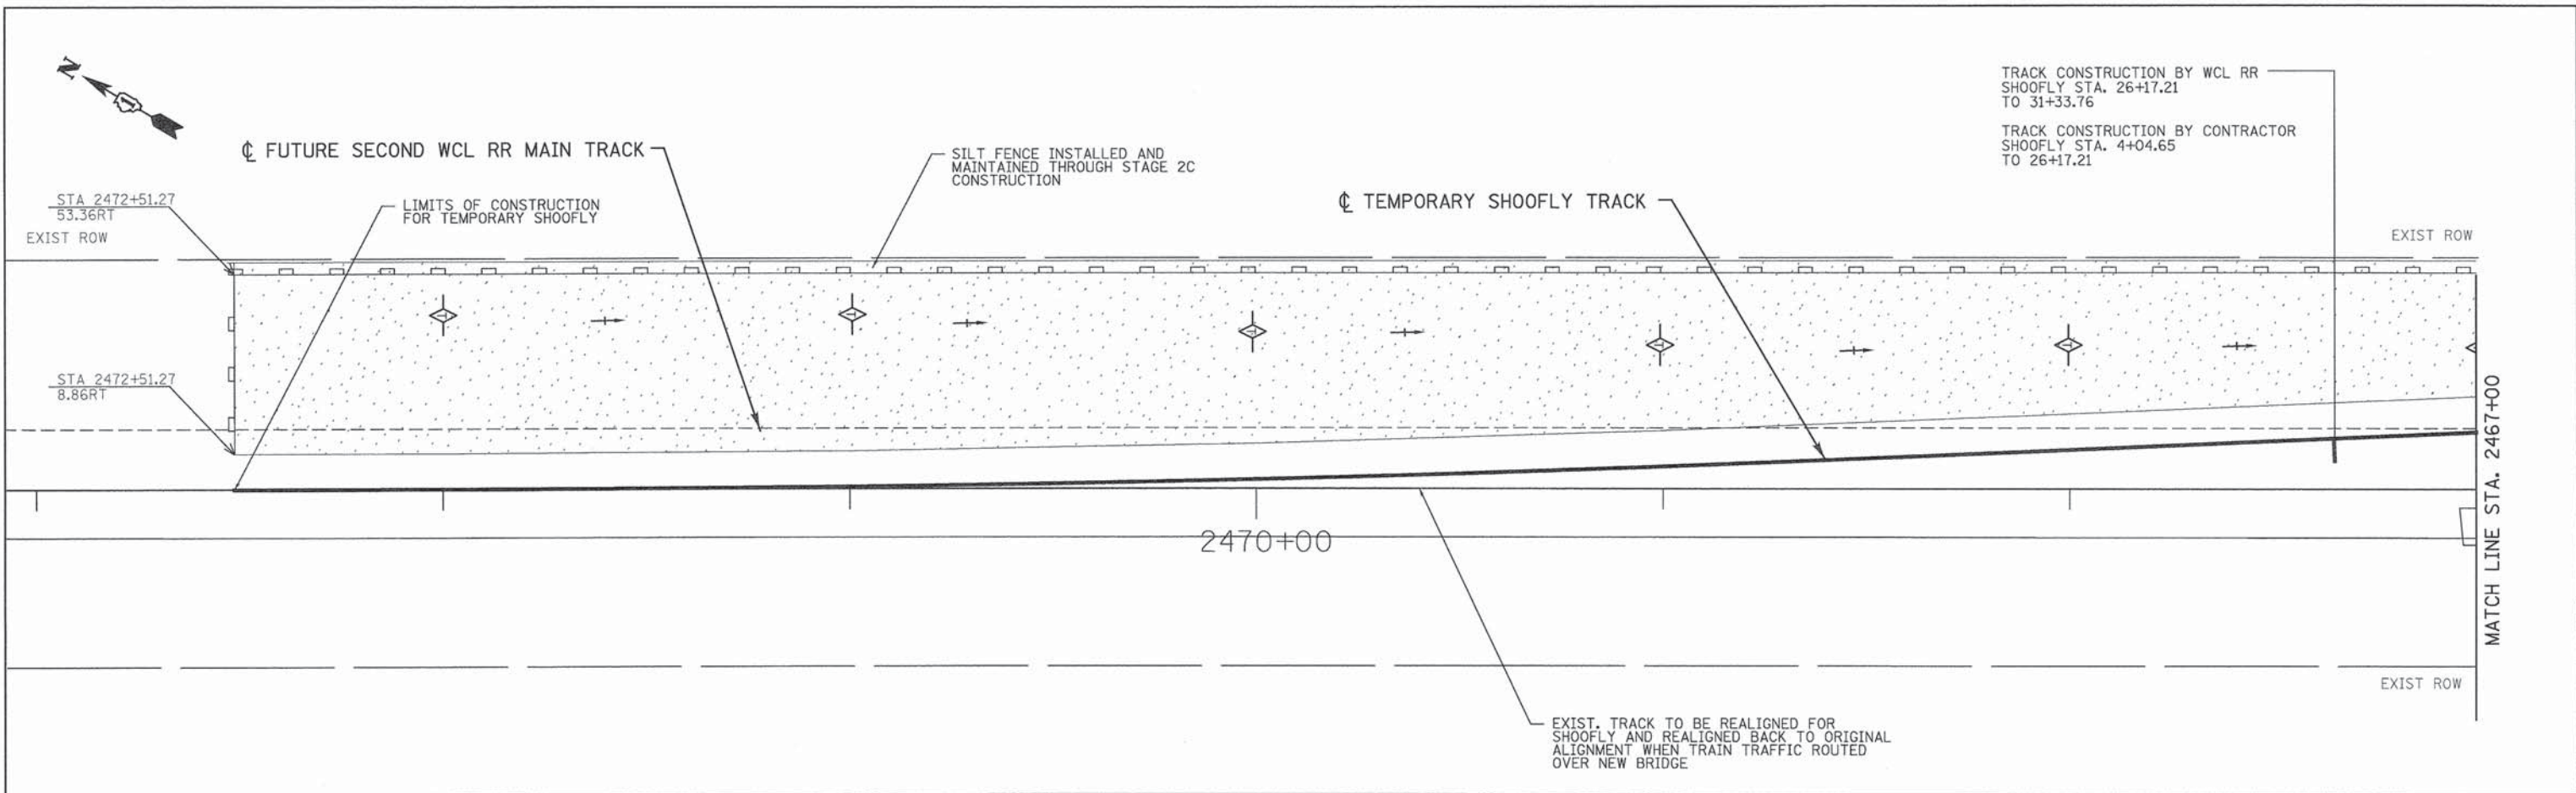 N
TRACK CONSTRUCTION BY WCL RR
SHOOFLY STA. 26+17.21
TO 31+33.76
TRACK CONSTRUCTION BY CONTRACTOR
SHOOFLY STA. 4+04.65
TO 26+17.21
℄ FUTURE SECOND WCL RR MAIN TRACK
SILT FENCE INSTALLED AND
MAINTAINED THROUGH STAGE 2C
CONSTRUCTION
STA 2472+51.27
53.36RT
LIMITS OF CONSTRUCTION
FOR TEMPORARY SHOOFLY
℄ TEMPORARY SHOOFLY TRACK
EXIST ROW
EXIST ROW
STA 2472+51.27
8.86RT
MATCH LINE STA. 2467+00
2470+00
EXIST ROW
EXIST. TRACK TO BE REALIGNED FOR
SHOOFLY AND REALIGNED BACK TO ORIGINAL
ALIGNMENT WHEN TRAIN TRAFFIC ROUTED
OVER NEW BRIDGE